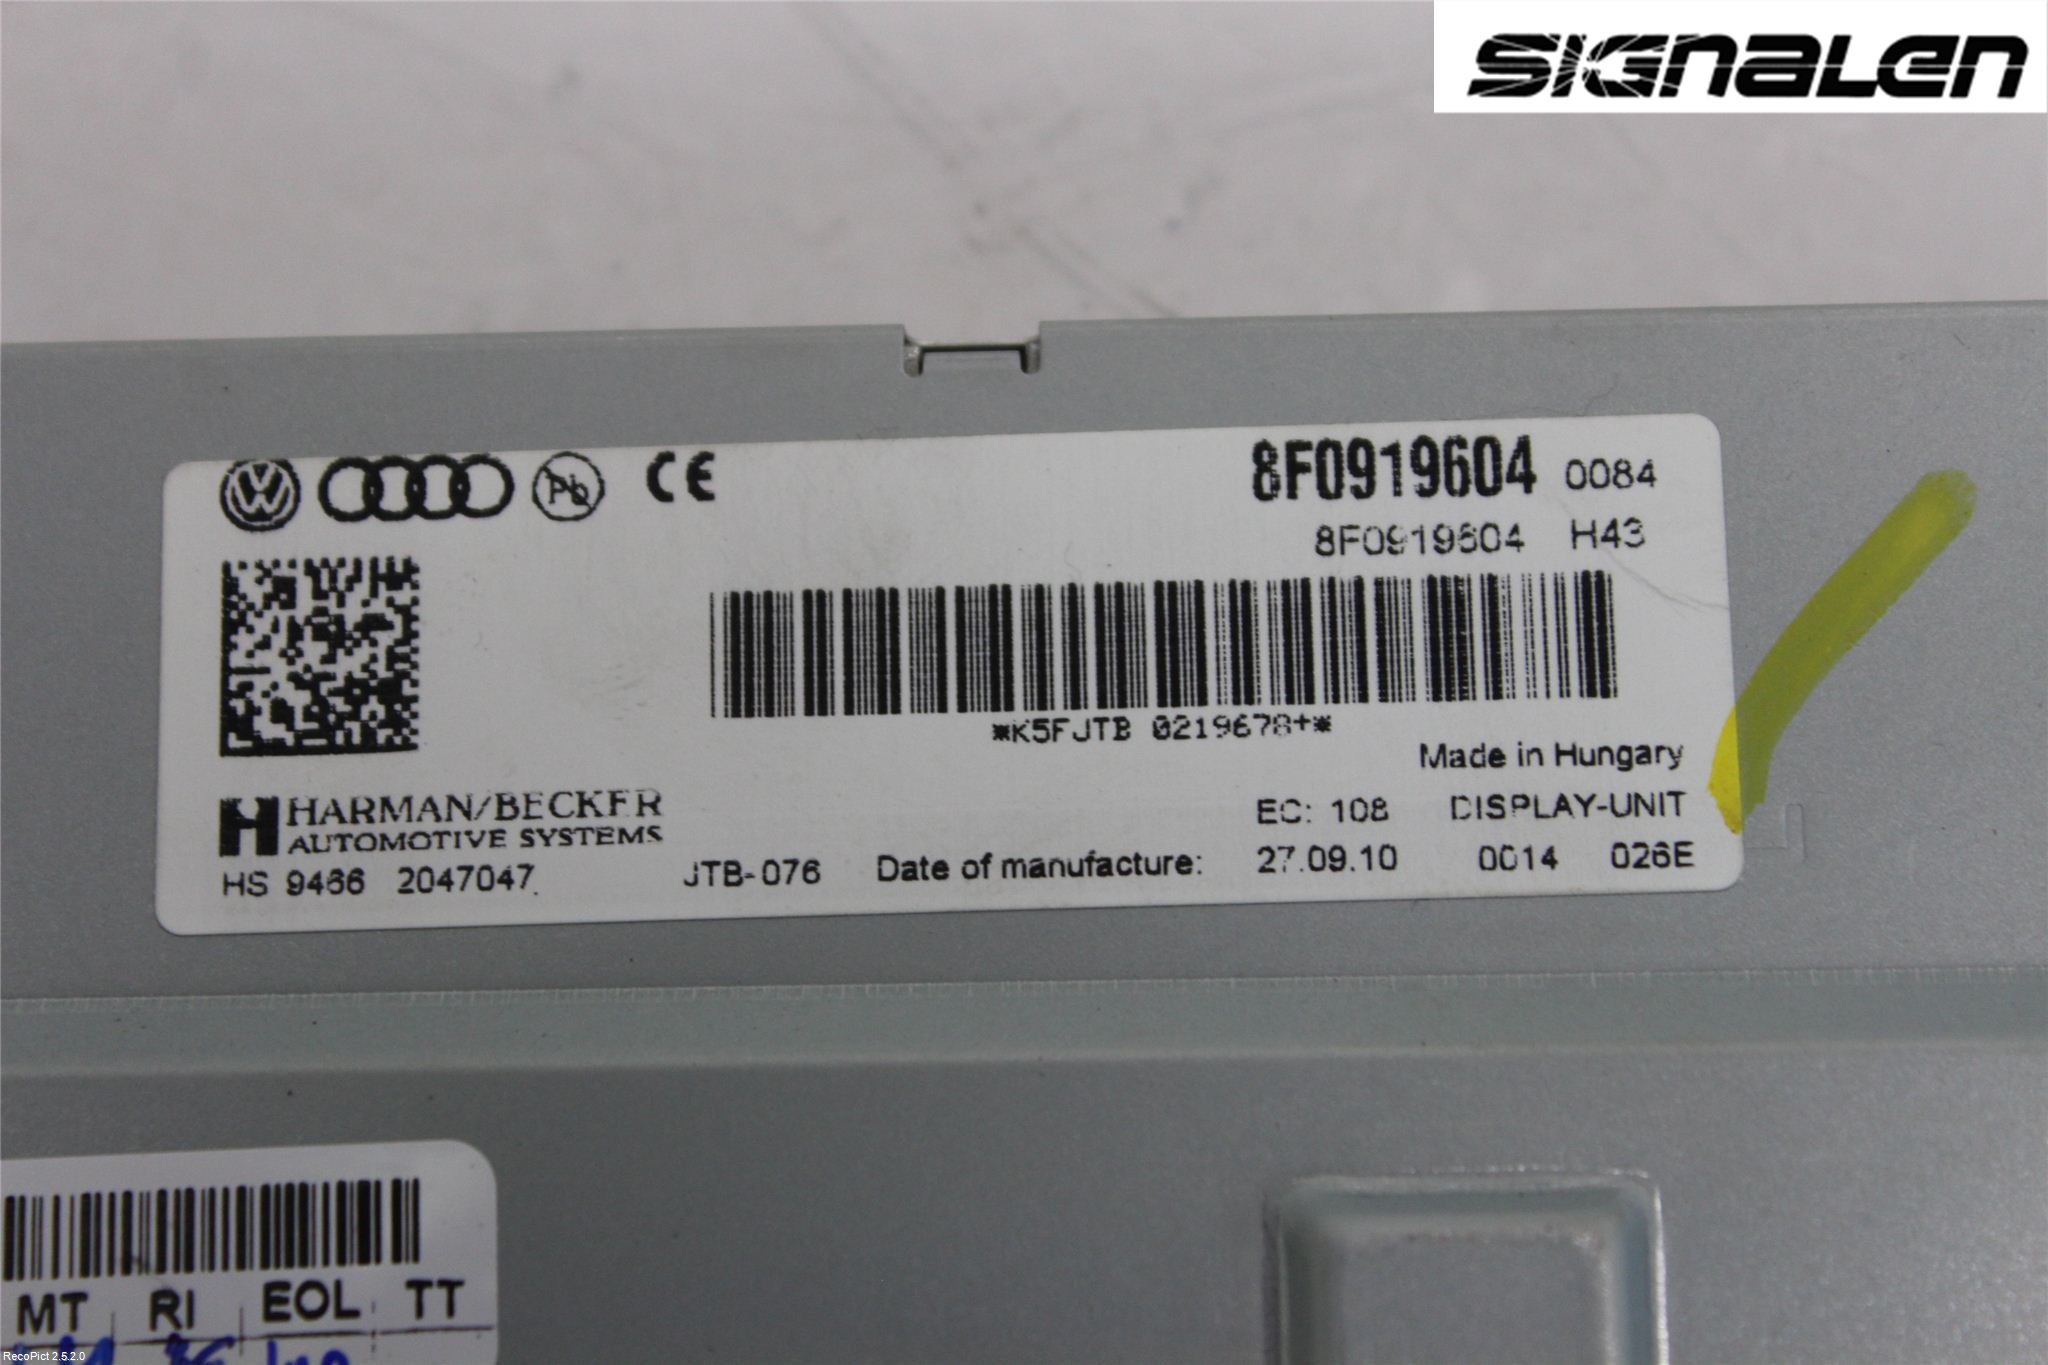 SIGNALEN
Pb CE
8F0919604 0084
8F0919604 H43
*K5FJTB 0219678+*
Made in Hungary
H HARMAN/BECKER
AUTOMOTIVE SYSTEMS
EC: 108 DISPLAY-UNIT
HS 9466 2047047. JTB-076 Date of manufacture: 27.09.10 0014 026E
MT RI EOL TT
RecoPict 2.5.2.0